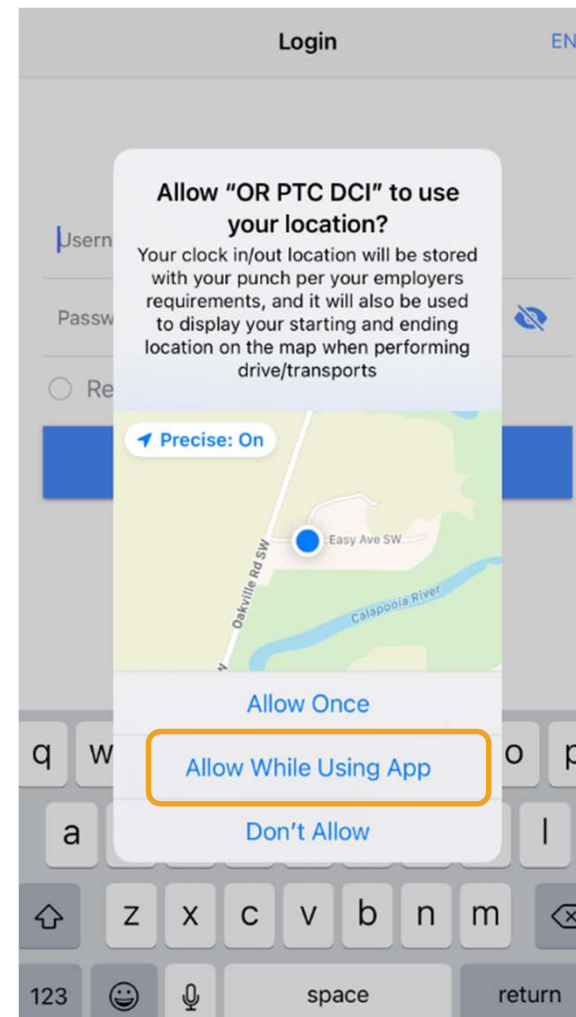 Login
EN
Allow “OR PTC DCI” to use
your location?
Your clock in/out location will be stored
with your punch per your employers
requirements, and it will also be used
to display your starting and ending
location on the map when performing
drive/transports
Usern
Passw
Re
Precise: On
Easy Ave SW
Oakville Rd SW
Calapooia River
Allow Once
Allow While Using App
Don’t Allow
q w o p
a l
z x c v b n m
123 space return